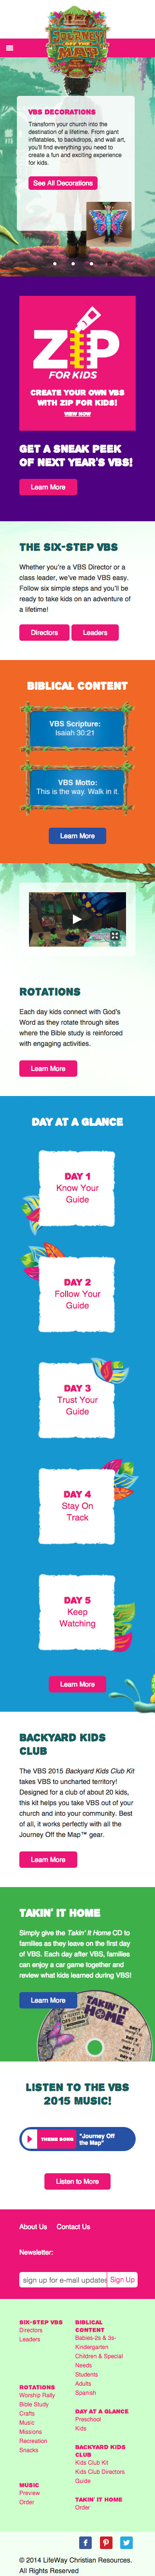 JOURNEY
OFF THE
MAP
VBS DECORATIONS
Transform your church into the
destination of a lifetime. From giant
inflatables, to backdrops, and wall art,
you'll find everything you need to
create a fun and exciting experience
for kids.
See All Decorations
ZIP
FOR KIDS
CREATE YOUR OWN VBS
WITH ZIP FOR KIDS!
VIEW NOW
GET A SNEAK PEEK
OF NEXT YEAR'S VBS!
Learn More
THE SIX-STEP VBS
Whether you're a VBS Director or a
class leader, we've made VBS easy.
Follow six simple steps and you'll be
ready to take kids on an adventure of
a lifetime!
Directors
Leaders
BIBLICAL CONTENT
VBS Scripture:
Isaiah 30:21
VBS Motto:
This is the way. Walk in it.
Learn More
ROTATIONS
Each day kids connect with God's
Word as they rotate through sites
where the Bible study is reinforced
with engaging activities.
Learn More
DAY AT A GLANCE
DAY 1
Know Your
Guide
DAY 2
Follow Your
Guide
DAY 3
Trust Your
Guide
DAY 4
Stay On
Track
DAY 5
Keep
Watching
Learn More
BACKYARD KIDS
CLUB
The VBS 2015 Backyard Kids Club Kit
takes VBS to uncharted territory!
Designed for a club of about 20 kids,
this kit helps you take VBS out of your
church and into your community. Best
of all, it works perfectly with all the
Journey Off the Map™ gear.
Learn More
TAKIN' IT HOME
Simply give the Takin' It Home CD to
families as they leave on the first day
of VBS. Each day after VBS, families
can enjoy a car game together and
review what kids learned during VBS!
Learn More
TAKIN' IT
HOME
LISTEN TO THE VBS
2015 MUSIC!
THEME SONG
"Journey Off
the Map"
Listen to More
About Us
Contact Us
Newsletter:
sign up for e-mail updates
Sign Up
SIX-STEP VBS
Directors
Leaders
BIBLICAL
CONTENT
Babies-2s & 3s-
Kindergarten
Children & Special
Needs
Students
Adults
Spanish
ROTATIONS
Worship Rally
Bible Study
Crafts
Music
Missions
Recreation
Snacks
DAY AT A GLANCE
Preschool
Kids
BACKYARD KIDS
CLUB
Kids Club Kit
Kids Club Directors
Guide
MUSIC
Preview
Order
TAKIN' IT HOME
Order
© 2014 LifeWay Christian Resources.
All Rights Reserved